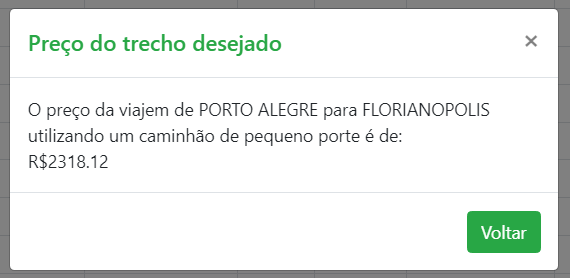 Preço do trecho desejado
×
O preço da viajem de PORTO ALEGRE para FLORIANOPOLIS
utilizando um caminhão de pequeno porte é de:
R$2318.12
Voltar